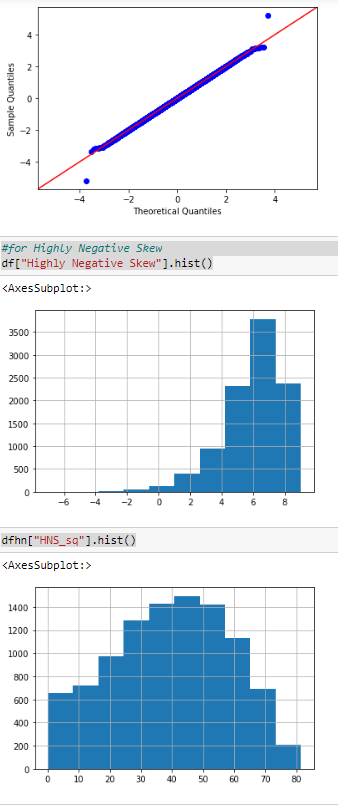 4
2
0
−2
−4
Sample Quantiles
−4 −2 0 2 4
Theoretical Quantiles
#for Highly Negative Skew
df["Highly Negative Skew"].hist()
<AxesSubplot:>
3500
3000
2500
2000
1500
1000
500
0
−6 −4 −2 0 2 4 6 8
dfhn["HNS_sq"].hist()
<AxesSubplot:>
1400
1200
1000
800
600
400
200
0
0 10 20 30 40 50 60 70 80